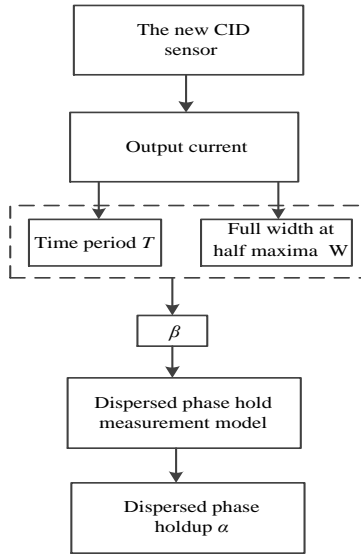 The new CID
sensor
Output current
Time period T
Full width at
half maxima W
β
Dispersed phase hold
measurement model
Dispersed phase
holdup α